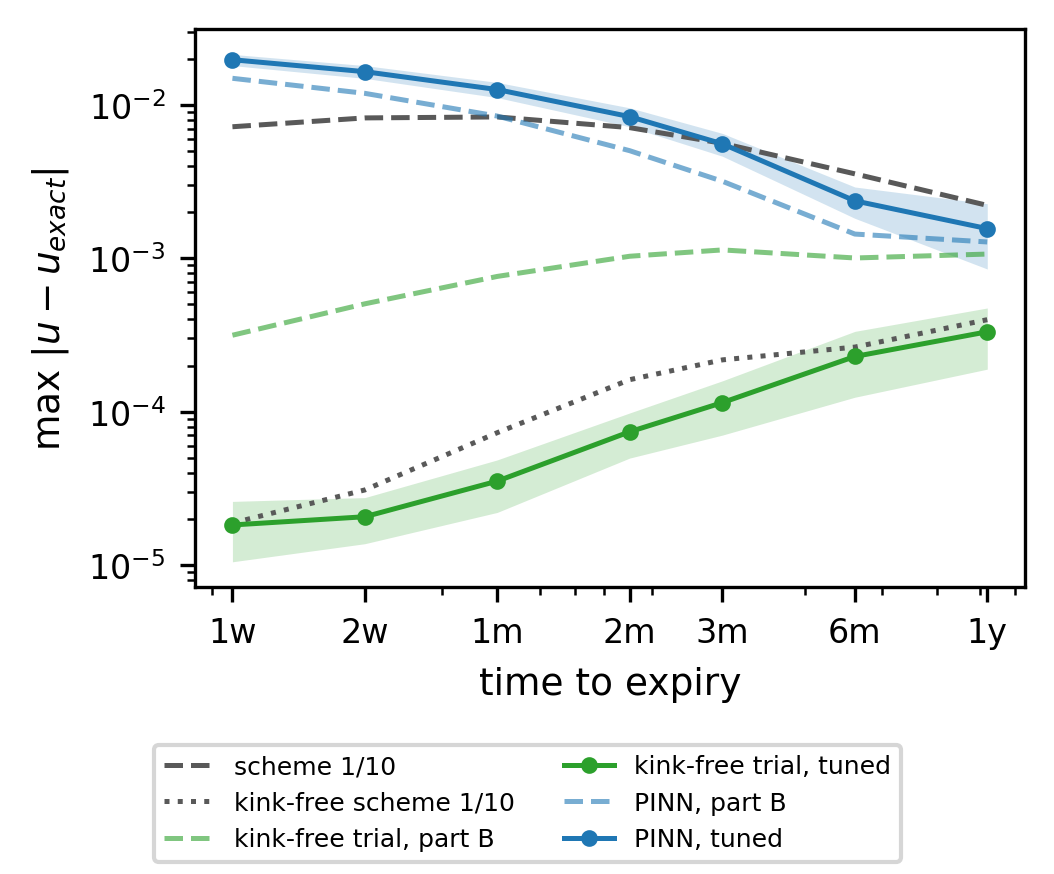 max |u − u_exact|
10⁻²
10⁻³
10⁻⁴
10⁻⁵
1w 2w 1m 2m 3m 6m 1y
time to expiry
scheme 1/10
kink-free scheme 1/10
kink-free trial, part B
kink-free trial, tuned
PINN, part B
PINN, tuned